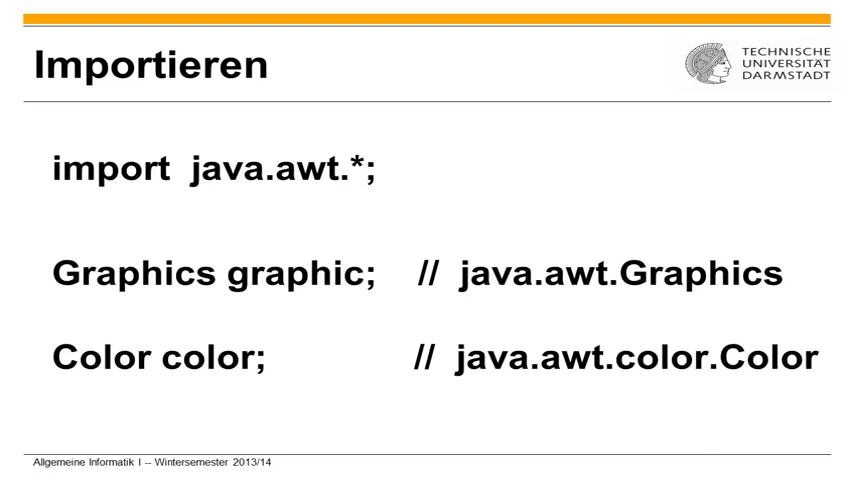 Importieren
TECHNISCHE
UNIVERSITÄT
DARMSTADT
import java.awt.*;
Graphics graphic; // java.awt.Graphics
Color color; // java.awt.color.Color
Allgemeine Informatik I -- Wintersemester 2013/14